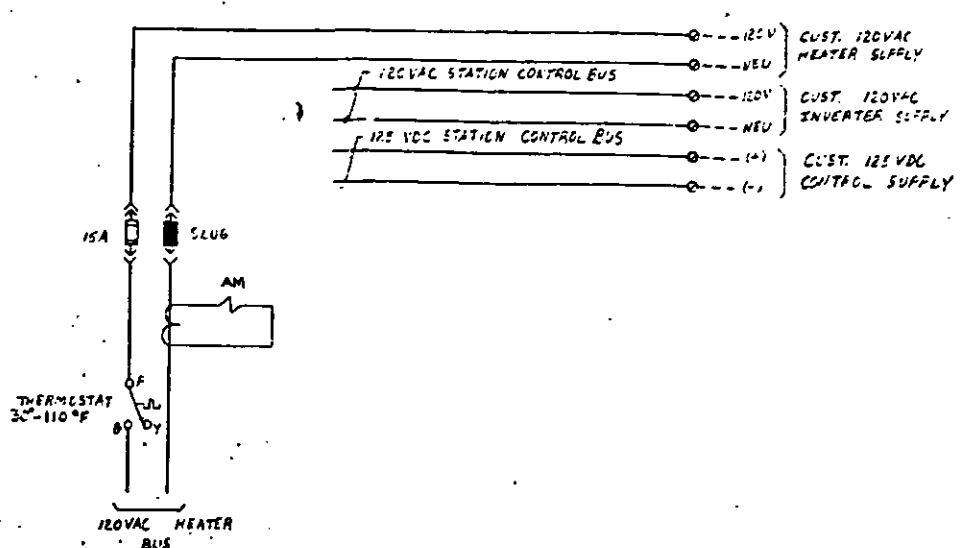 120V
CUST. 120VAC
HEATER SUPPLY
NEU
120VAC STATION CONTROL BUS
120V
CUST. 120VAC
INVERTER SUPPLY
NEU
125 VDC STATION CONTROL BUS
(+)
CUST. 125 VDC
CONTROL SUPPLY
(-)
15A
SLUG
AM
F
THERMOSTAT
30°-110°F
B
Y
120VAC HEATER
BUS